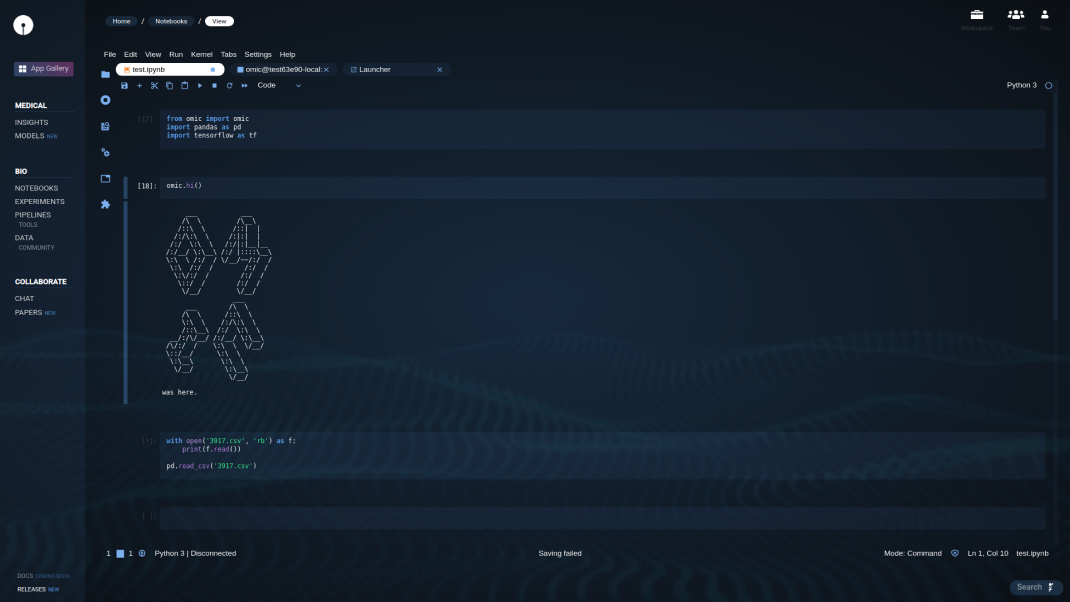 Home / Notebooks / View
Workspace Team You
App Gallery
File Edit View Run Kernel Tabs Settings Help
test.ipynb omic@test63e90-local: Launcher
Code Python 3
MEDICAL
INSIGHTS
MODELS NEW
BIO
NOTEBOOKS
EXPERIMENTS
PIPELINES
TOOLS
DATA
COMMUNITY
COLLABORATE
CHAT
PAPERS NEW
DOCS COMING SOON
RELEASES NEW
[17]: from omic import omic
import pandas as pd
import tensorflow as tf
[18]: omic.hi()
was here.
[*]: with open('3917.csv', 'rb') as f:
print(f.read())
pd.read_csv('3917.csv')
[ ]:
1 1 Python 3 | Disconnected Saving failed Mode: Command Ln 1, Col 10 test.ipynb
Search